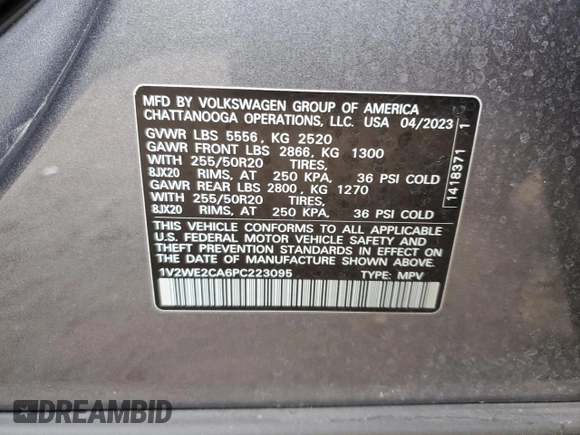 MFD BY VOLKSWAGEN GROUP OF AMERICA
CHATTANOOGA OPERATIONS, LLC. USA 04/2023
GVWR LBS 5556, KG 2520
GAWR FRONT LBS 2866, KG 1300
WITH 255/50R20 TIRES,
8JX20 RIMS, AT 250 KPA, 36 PSI COLD
GAWR REAR LBS 2800, KG 1270
WITH 255/50R20 TIRES,
8JX20 RIMS, AT 250 KPA, 36 PSI COLD
THIS VEHICLE CONFORMS TO ALL APPLICABLE
U.S. FEDERAL MOTOR VEHICLE SAFETY AND
THEFT PREVENTION STANDARDS IN EFFECT ON
THE DATE OF MANUFACTURE SHOWN ABOVE.
1V2WE2CA6PC223095 TYPE: MPV
1418371 1
DREAMBID